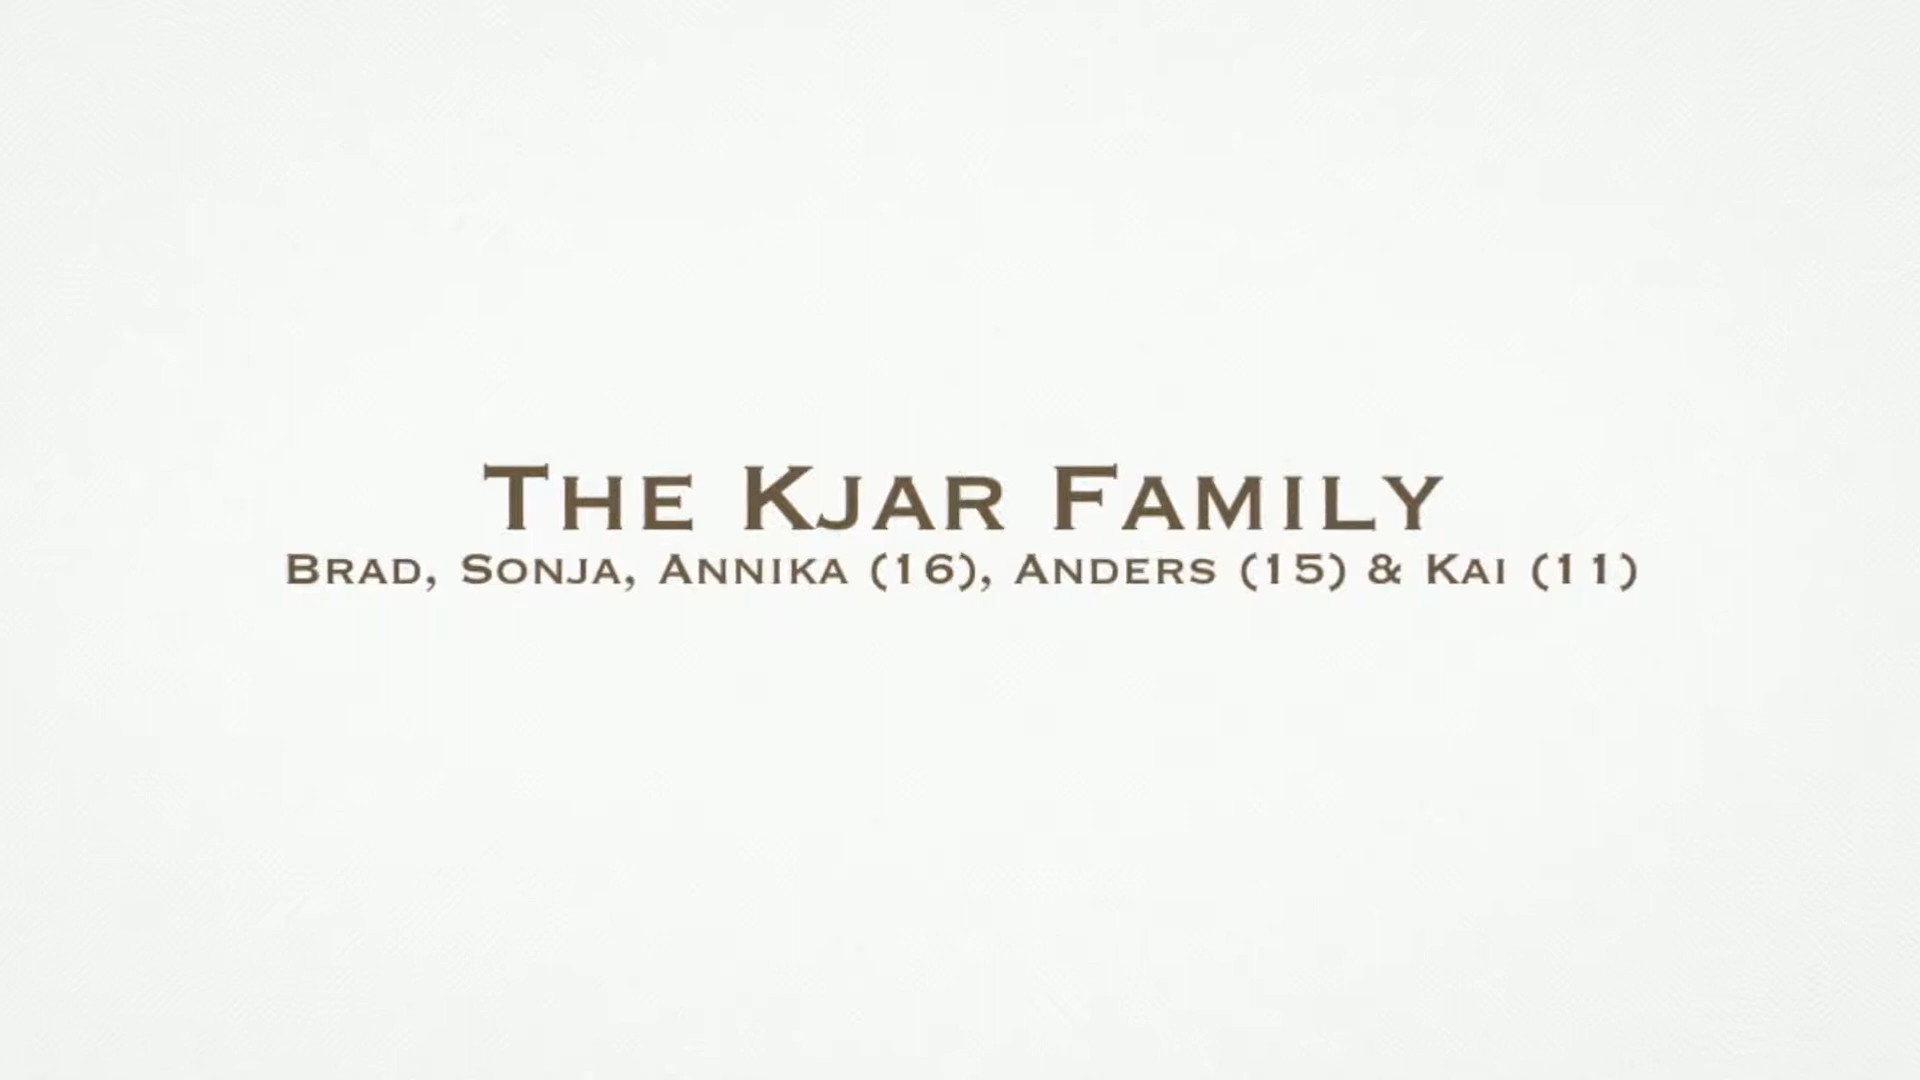 The Kjar Family
Brad, Sonja, Annika (16), Anders (15) & Kai (11)